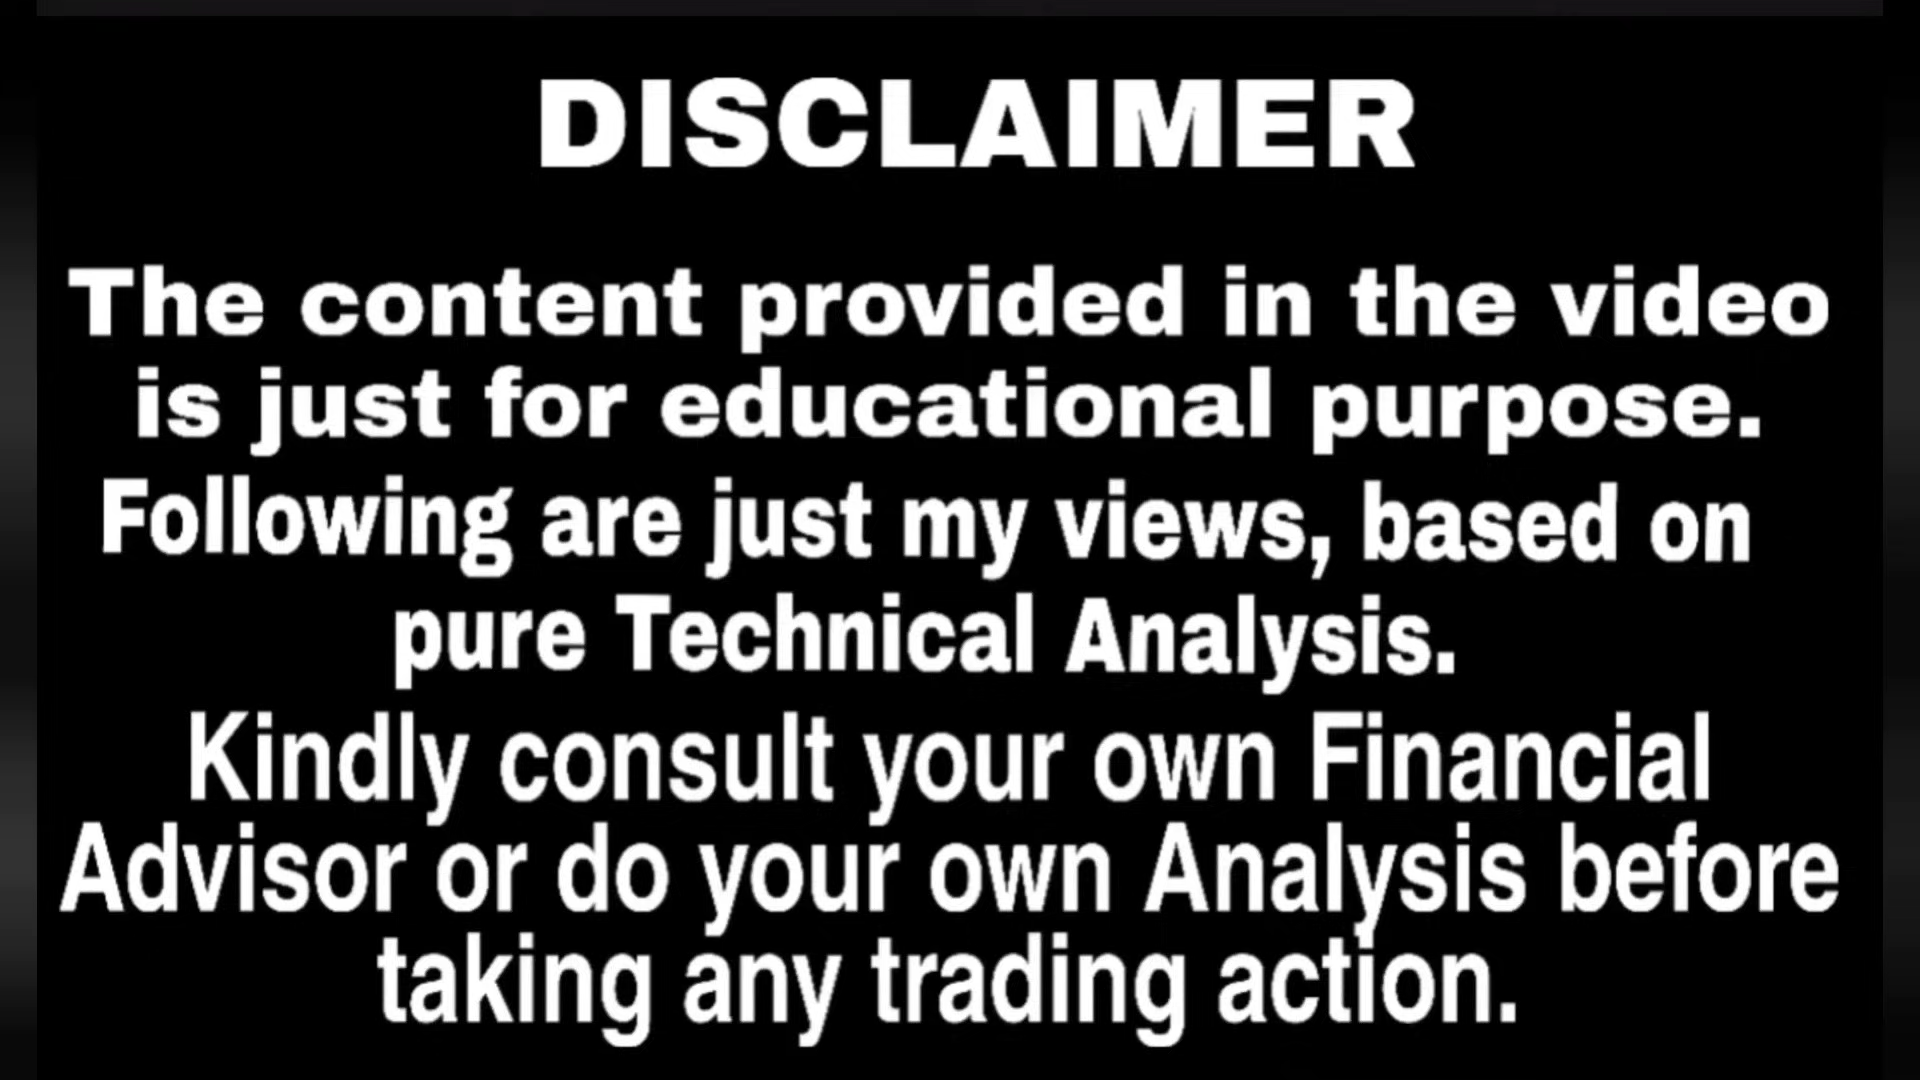 DISCLAIMER
The content provided in the video
is just for educational purpose.
Following are just my views, based on
pure Technical Analysis.
Kindly consult your own Financial
Advisor or do your own Analysis before
taking any trading action.